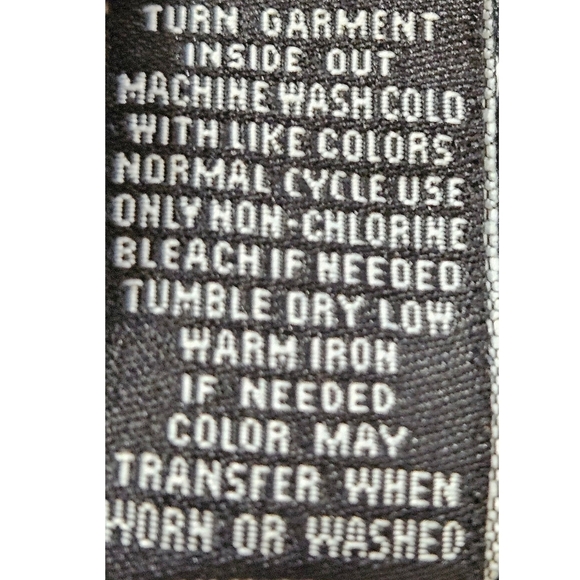 TURN GARMENT
INSIDE OUT
MACHINE WASH COLD
WITH LIKE COLORS
NORMAL CYCLE USE
ONLY NON-CHLORINE
BLEACH IF NEEDED
TUMBLE DRY LOW
WARM IRON
IF NEEDED
COLOR MAY
TRANSFER WHEN
WORN OR WASHED